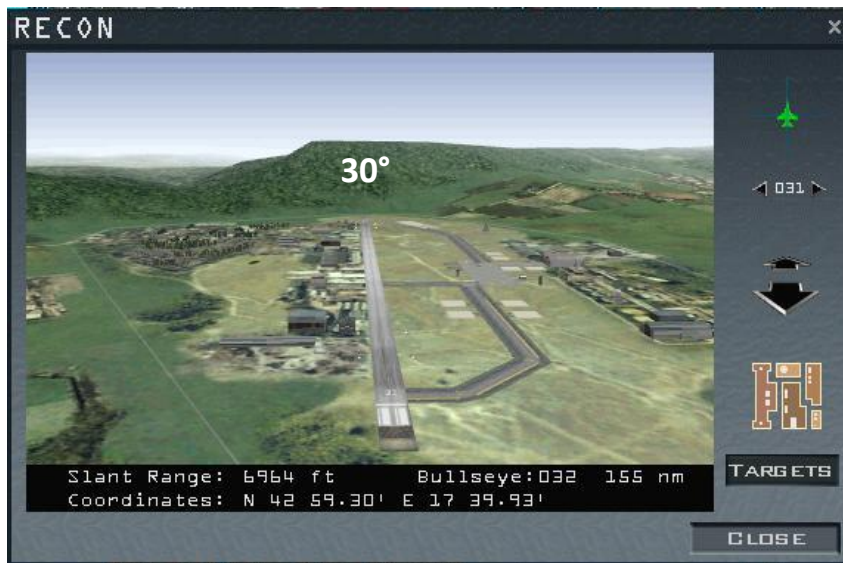 RECON
x
30°
031
21
TARGETS
Slant Range: 6964 ft Bullseye:032 155 nm
Coordinates: N 42 59.30' E 17 39.93'
CLOSE